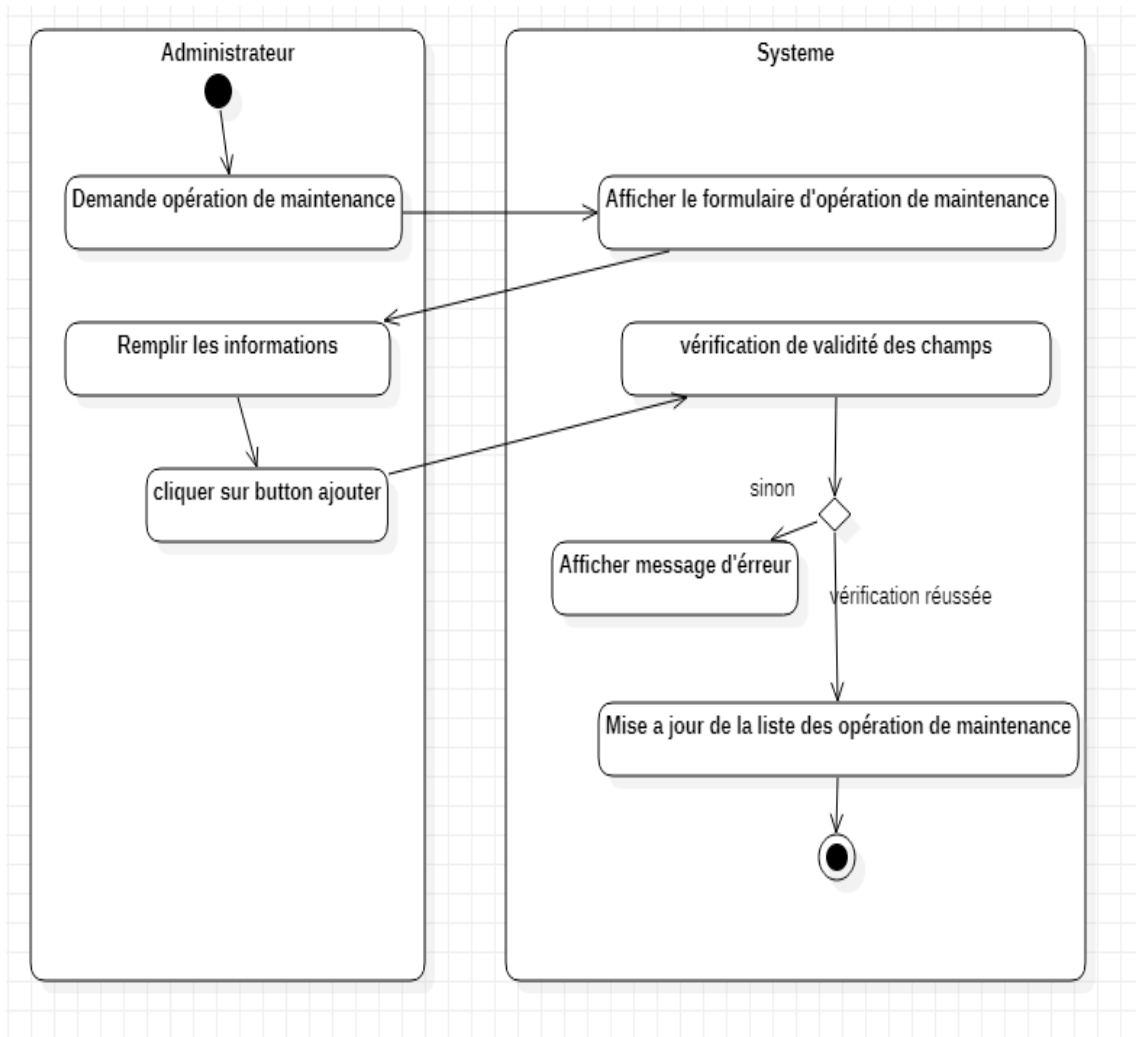 Administrateur
Systeme
Demande opération de maintenance
Afficher le formulaire d'opération de maintenance
Remplir les informations
vérification de validité des champs
cliquer sur button ajouter
sinon
Afficher message d'érreur
vérification réussée
Mise a jour de la liste des opération de maintenance